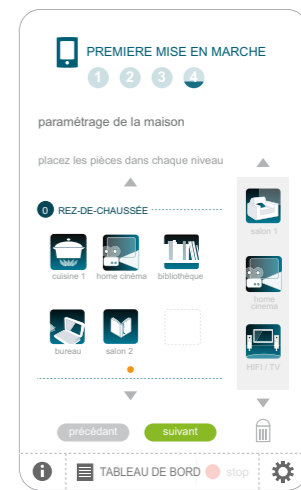 PREMIERE MISE EN MARCHE
1 2 3 4
paramétrage de la maison
placez les pièces dans chaque niveau
0 REZ-DE-CHAUSSÉE
salon 1
cuisine 1 home cinéma bibliothèque
home
cinema
bureau salon 2
HIFI / TV
précédant suivant
i TABLEAU DE BORD stop